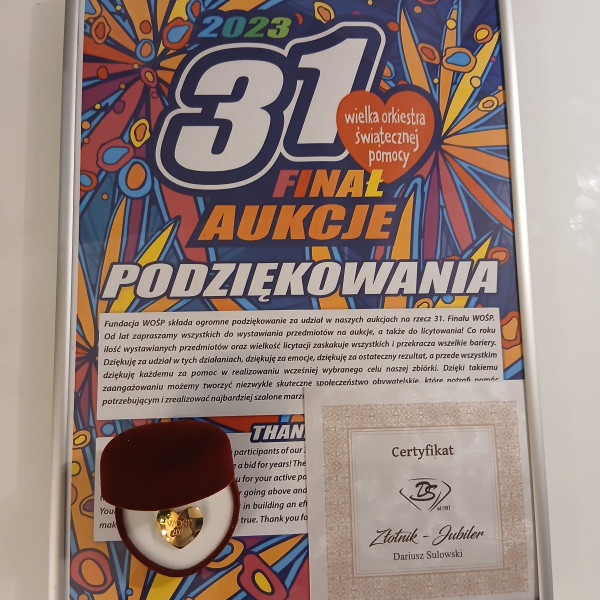 2023
31
wielka orkiestra
świątecznej
pomocy
FINAŁ
AUKCJE
PODZIĘKOWANIA
Fundacja WOŚP składa ogromne podziękowanie za udział w naszych aukcjach na rzecz 31. Finału WOŚP.
Od lat zapraszamy wszystkich do wystawiania przedmiotów na aukcje, a także do licytowania! Co roku
ilość wystawianych przedmiotów oraz wielkość licytacji zaskakuje wszystkich i przekracza wszelkie bariery.
Dziękuję za udział w tych działaniach, dziękuję za emocje, dziękuję za ostateczny rezultat, a przede wszystkim
dziękuję każdemu za pomoc w realizowaniu wcześniej wybranego celu naszej zbiórki. Dzięki takiemu
zaangażowaniu możemy tworzyć niezwykle skuteczne społeczeństwo obywatelskie, które potrafi pomóc
potrzebującym i zrealizować najbardziej szalone
THAN
participants of our
a bid for years! The
for your active pa
going above and
in building an ef
true. Thank you fo
WOŚP
Certyfikat
DS
Złotnik - Jubiler
Dariusz Sulowski